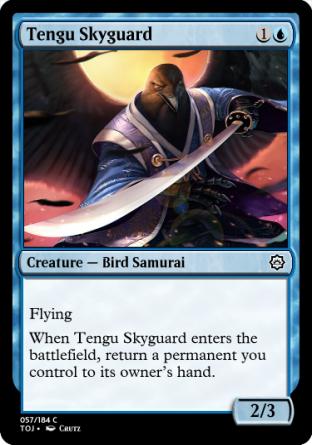 Tengu Skyguard 1
Creature — Bird Samurai
Flying
When Tengu Skyguard enters the
battlefield, return a permanent you
control to its owner's hand.
2/3
057/184 C
TOJ • CRUTZ